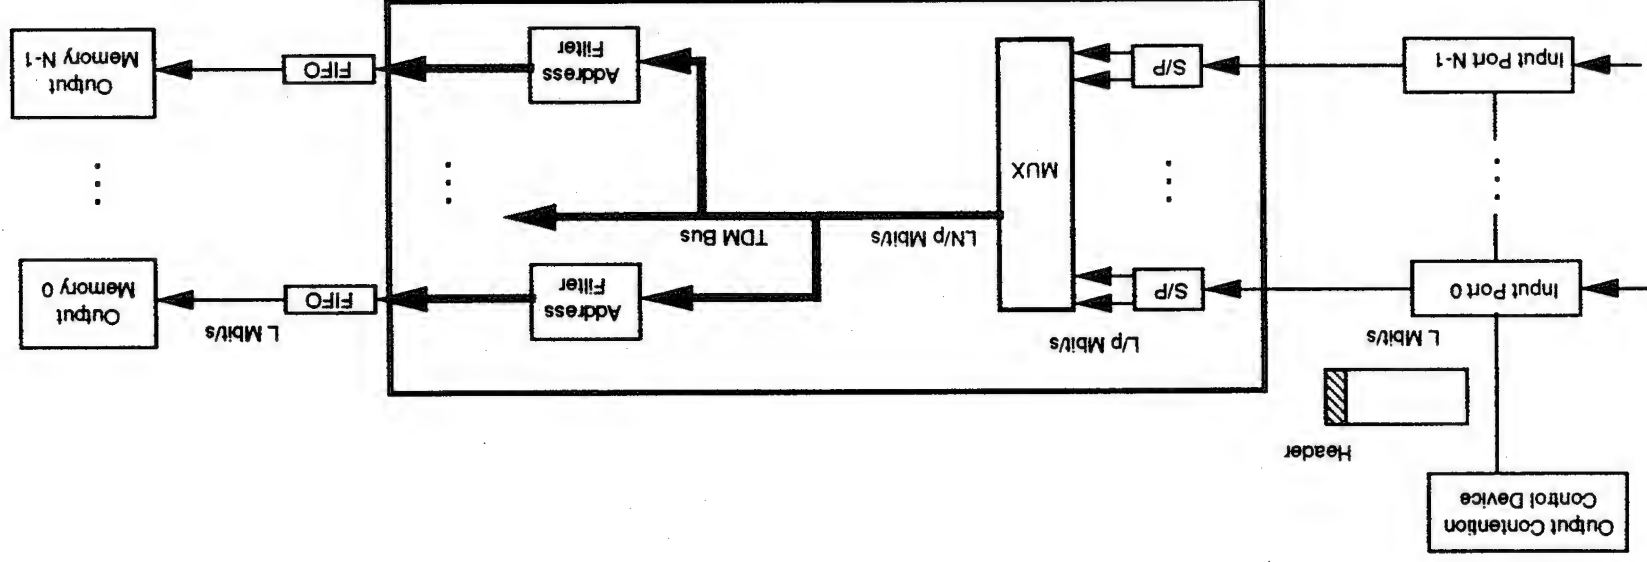 Output Contention
Control Device
Header
L Mbit/s
L/p Mbit/s
L Mbit/s
Input Port 0
S/P
Address
Filter
FIFO
Output
Memory 0
LN/p Mbit/s
TDM Bus
MUX
Input Port N-1
S/P
Address
Filter
FIFO
Output
Memory N-1